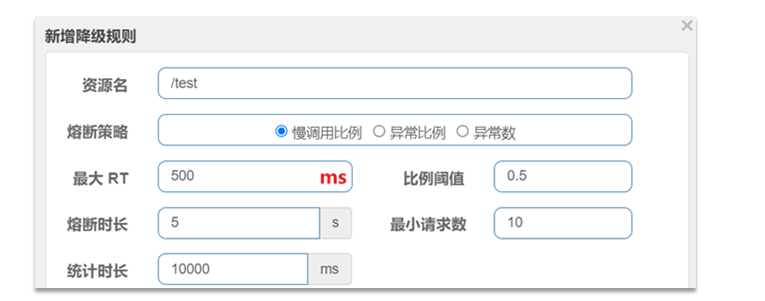 新增降级规则 ×
资源名 /test
熔断策略 慢调用比例 异常比例 异常数
最大 RT 500 ms 比例阈值 0.5
熔断时长 5 s 最小请求数 10
统计时长 10000 ms